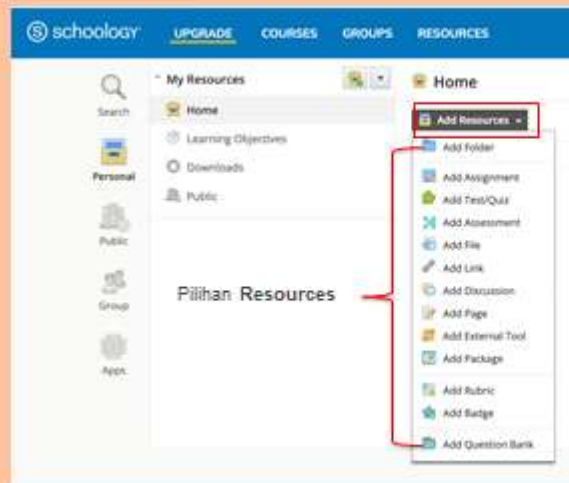 schoology UPGRADE COURSES GROUPS RESOURCES
Search
Personal
Public
Group
Apps
My Resources
Home
Learning Objectives
Downloads
Public
Pilihan Resources
Home
Add Resources
Add Folder
Add Assignment
Add Test/Quiz
Add Assessment
Add File
Add Link
Add Discussion
Add Page
Add External Tool
Add Package
Add Rubric
Add Badge
Add Question Bank